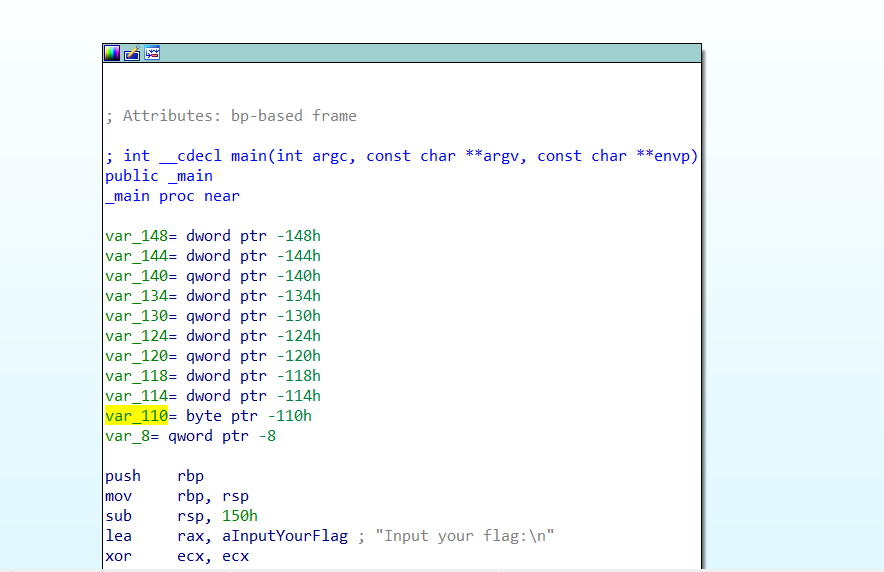 ; Attributes: bp-based frame
; int __cdecl main(int argc, const char **argv, const char **envp)
public _main
_main proc near
var_148= dword ptr -148h
var_144= dword ptr -144h
var_140= qword ptr -140h
var_134= dword ptr -134h
var_130= qword ptr -130h
var_124= dword ptr -124h
var_120= qword ptr -120h
var_118= dword ptr -118h
var_114= dword ptr -114h
var_110= byte ptr -110h
var_8= qword ptr -8
push    rbp
mov     rbp, rsp
sub     rsp, 150h
lea     rax, aInputYourFlag ; "Input your flag:\n"
xor     ecx, ecx